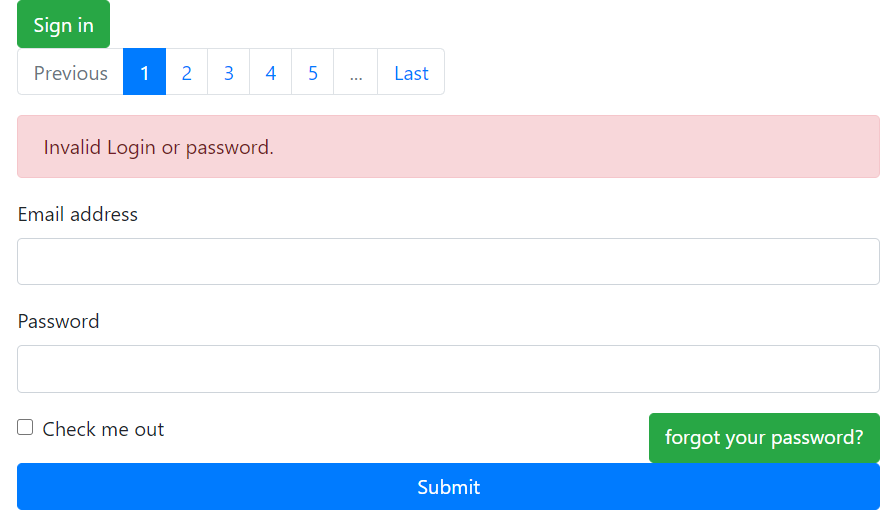 Sign in
Previous 1 2 3 4 5 ... Last
Invalid Login or password.
Email address
Password
Check me out
forgot your password?
Submit